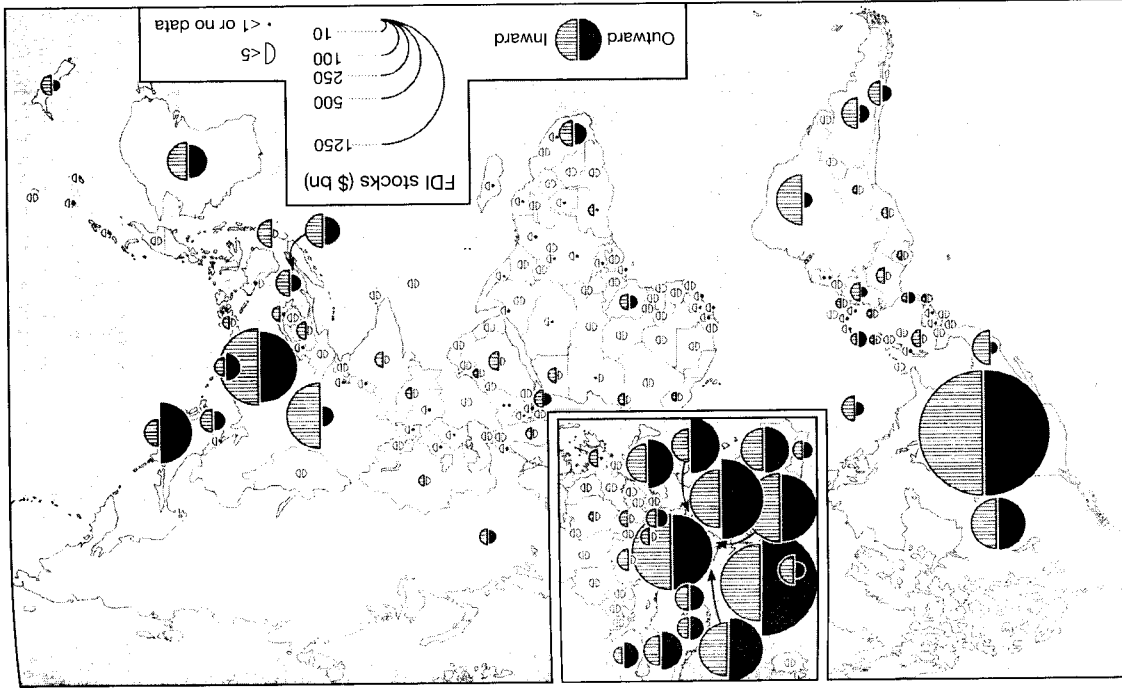 FDI stocks ($ bn)
1250
500
250
100
10
Outward Inward
<5
<1 or no data